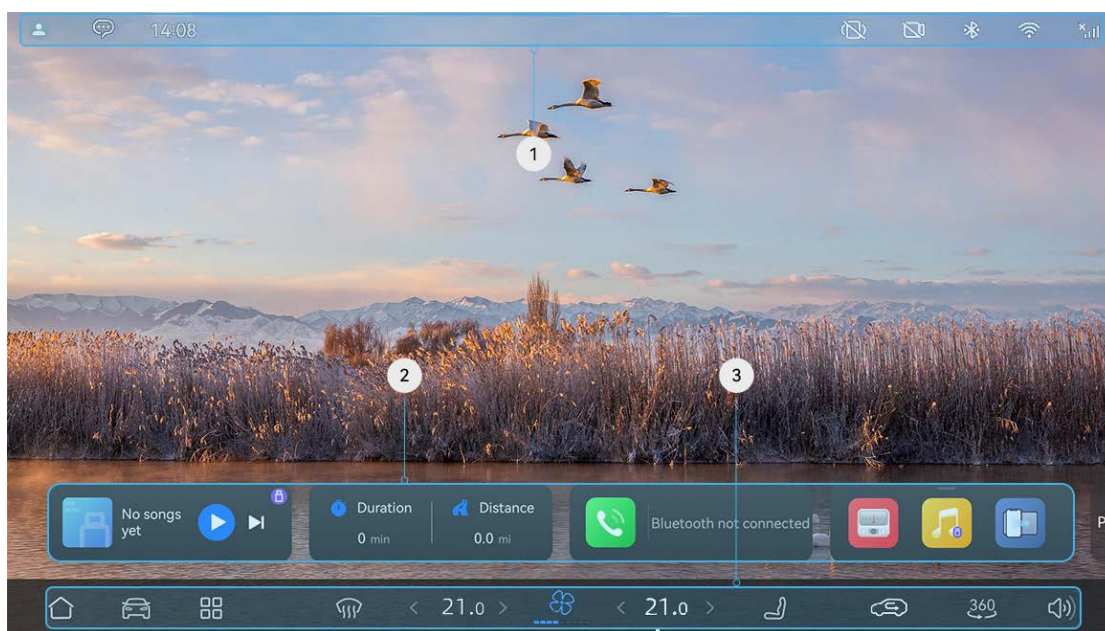 14:08
1
2
3
No songs
yet
Duration
Distance
0 min
0.0 mi
Bluetooth not connected
P
21.0
21.0
360